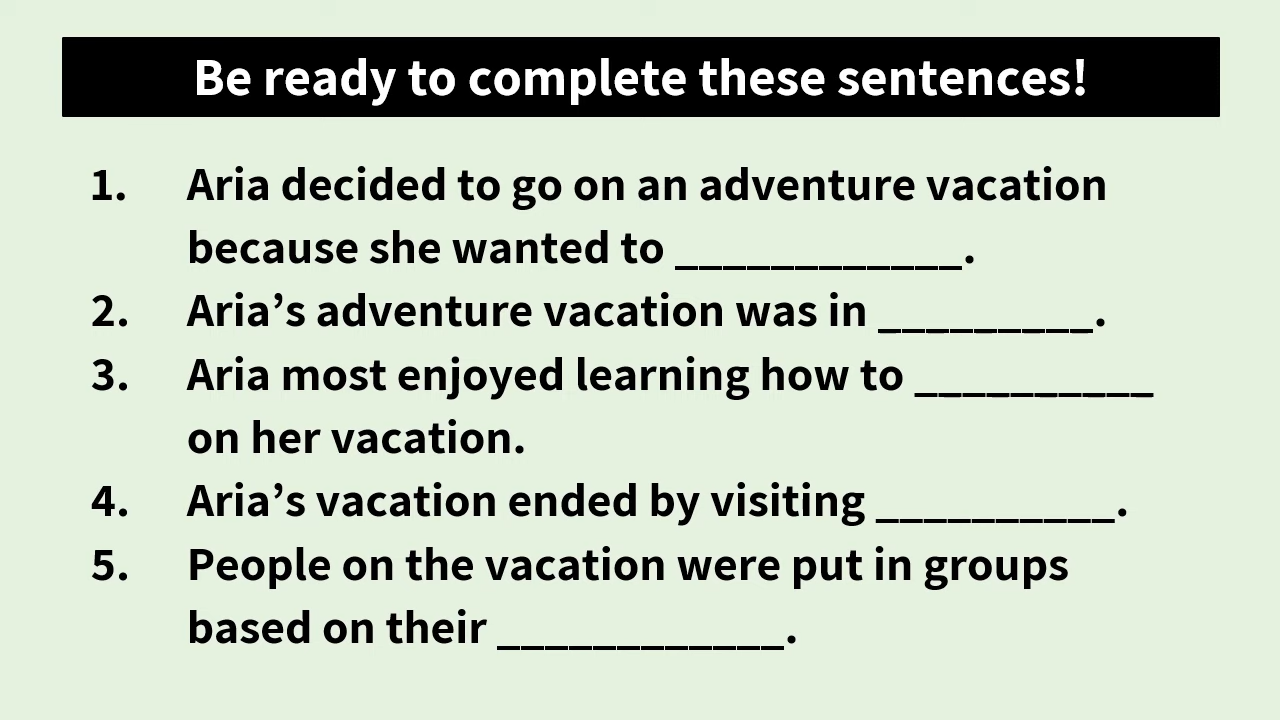 Be ready to complete these sentences!
1. Aria decided to go on an adventure vacation
because she wanted to ____________.
2. Aria’s adventure vacation was in _________.
3. Aria most enjoyed learning how to __________
on her vacation.
4. Aria’s vacation ended by visiting __________.
5. People on the vacation were put in groups
based on their ____________.